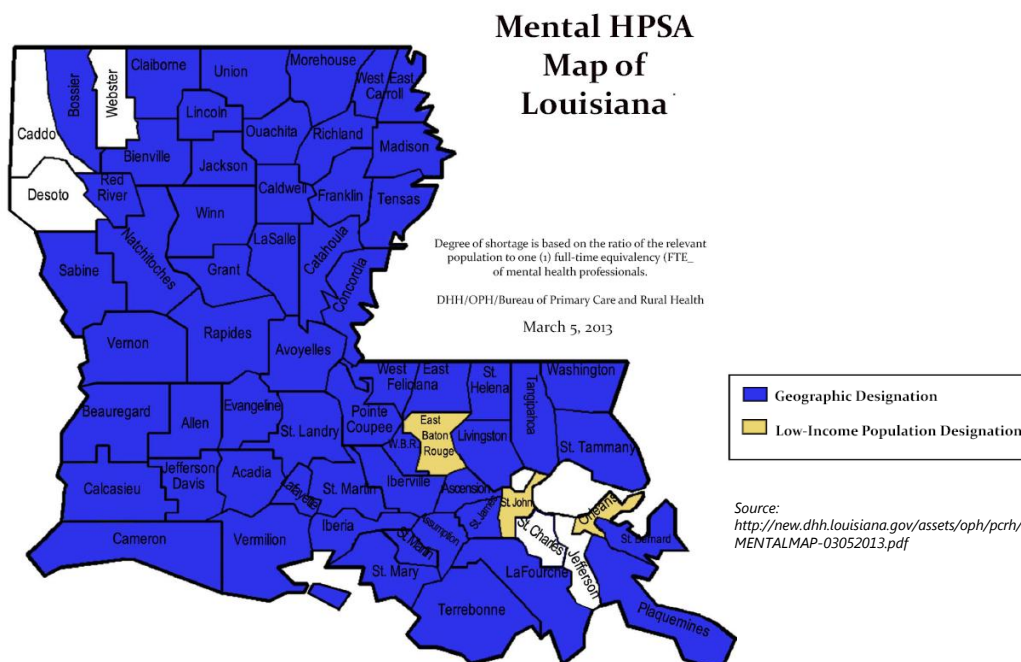 Mental HPSA
Map of
Louisiana
Claiborne
Union
Morehouse
West
East
Carroll
Bossier
Webster
Lincoln
Caddo
Ouachita
Richland
Madison
Bienville
Jackson
Desoto
Red
River
Caldwell
Franklin
Tensas
Winn
Natchitoches
LaSalle
Catahoula
Concordia
Sabine
Grant
Degree of shortage is based on the ratio of the relevant
population to one (1) full-time equivalency (FTE_
of mental health professionals.
DHH/OPH/Bureau of Primary Care and Rural Health
March 5, 2013
Vernon
Rapides
Avoyelles
West
Feliciana
East
St.
Helena
Tangipahoa
Washington
Beauregard
Allen
Evangeline
St. Landry
Pointe
Coupee
East
Baton
Rouge
W.B.R.
Livingston
St. Tammany
Geographic Designation
Low-Income Population Designation
Calcasieu
Jefferson
Davis
Acadia
Lafayette
St. Martin
Iberville
Ascension
St. James
St. John
Orleans
Cameron
Vermilion
Iberia
St. Martin
Assumption
St. Charles
Jefferson
St. Bernard
St. Mary
LaFourche
Terrebonne
Plaquemines
Source:
http://new.dhh.louisiana.gov/assets/oph/pcrh/
MENTALMAP-03052013.pdf